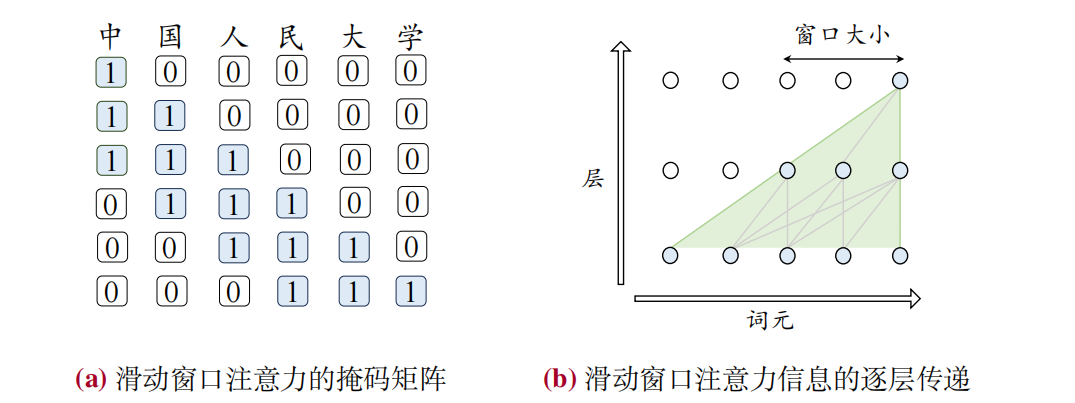 中 国 人 民 大 学
1 0 0 0 0 0
1 1 0 0 0 0
1 1 1 0 0 0
0 1 1 1 0 0
0 0 1 1 1 0
0 0 0 1 1 1
(a) 滑动窗口注意力的掩码矩阵
窗口大小
层
词元
(b) 滑动窗口注意力信息的逐层传递